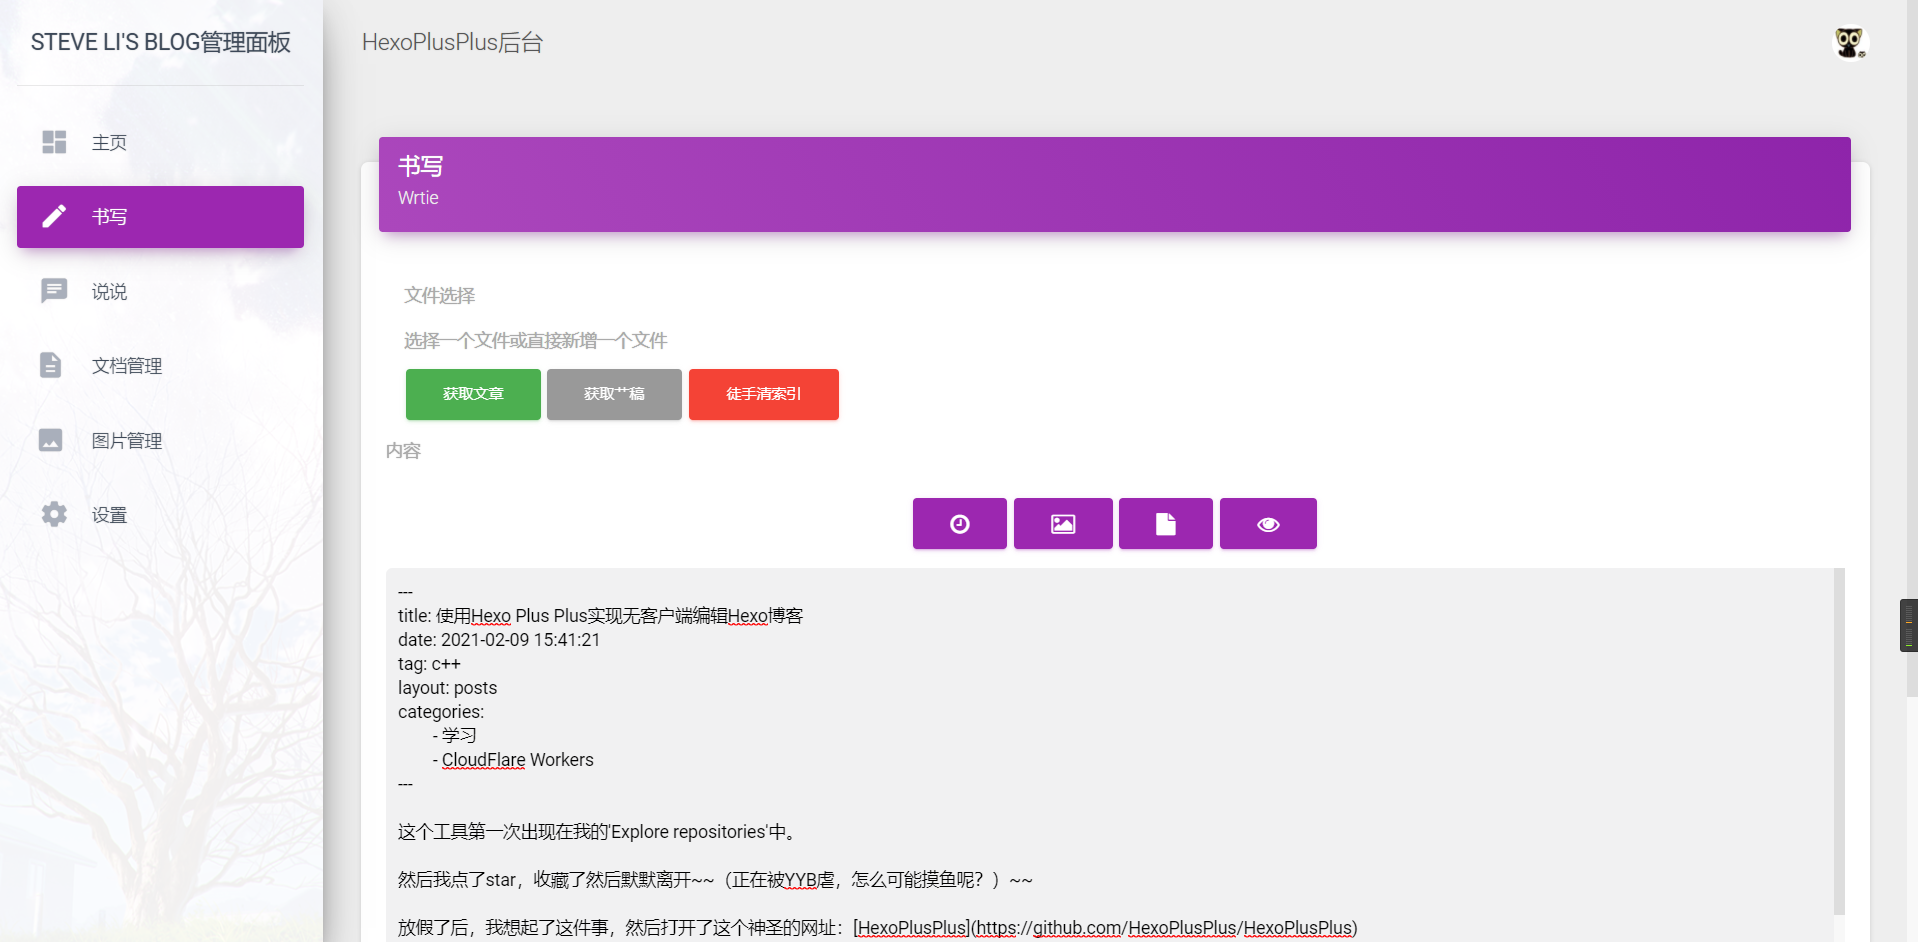 STEVE LI'S BLOG管理面板
主页
书写
说说
文档管理
图片管理
设置
HexoPlusPlus后台
书写
Wrtie
文件选择
选择一个文件或直接新增一个文件
获取文章
获取艹稿
徒手清索引
内容
---
title: 使用Hexo Plus Plus实现无客户端编辑Hexo博客
date: 2021-02-09 15:41:21
tag: c++
layout: posts
categories:
- 学习
- CloudFlare Workers
---
这个工具第一次出现在我的'Explore repositories'中。
然后我点了star，收藏了然后默默离开~~（正在被YYB虐，怎么可能摸鱼呢？）~~
放假了后，我想起了这件事，然后打开了这个神圣的网址：[HexoPlusPlus](https://github.com/HexoPlusPlus/HexoPlusPlus)